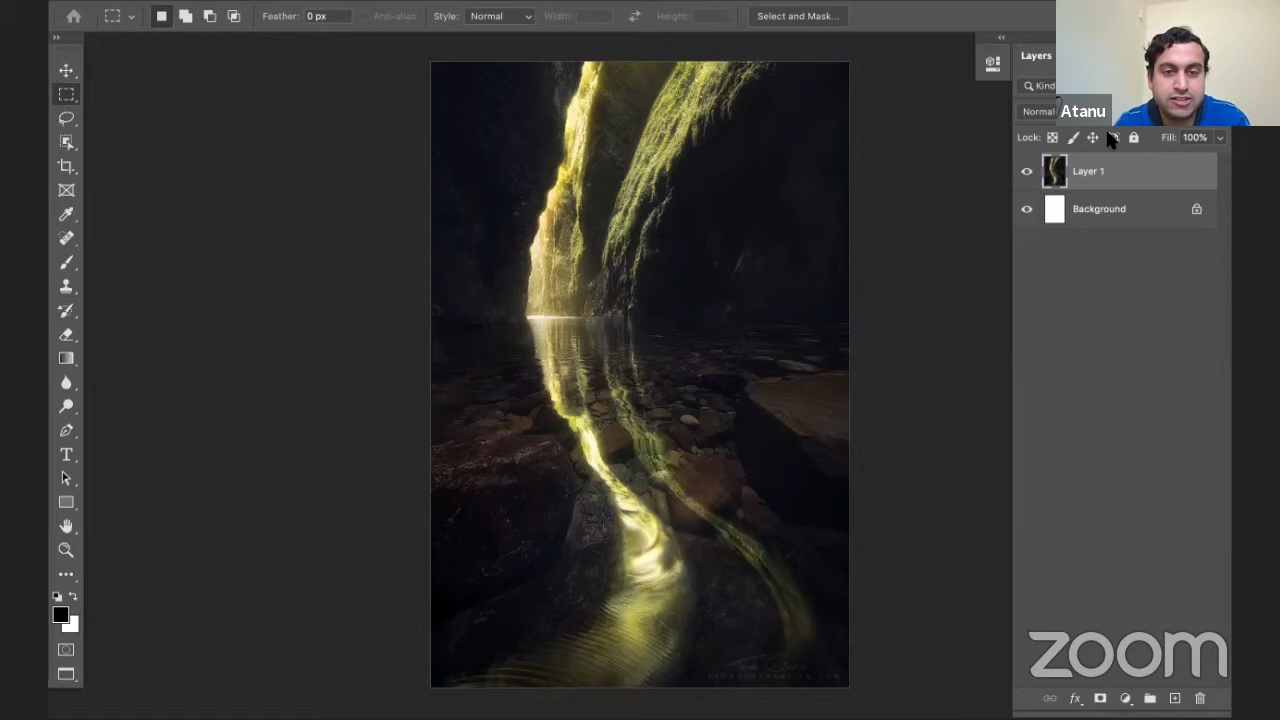 Feather: 0 px Anti-alias Style: Normal Width: Height: Select and Mask...
Layers
Kind
Normal
Atanu
Lock: Fill: 100%
Layer 1
Background
T
fx
zoom